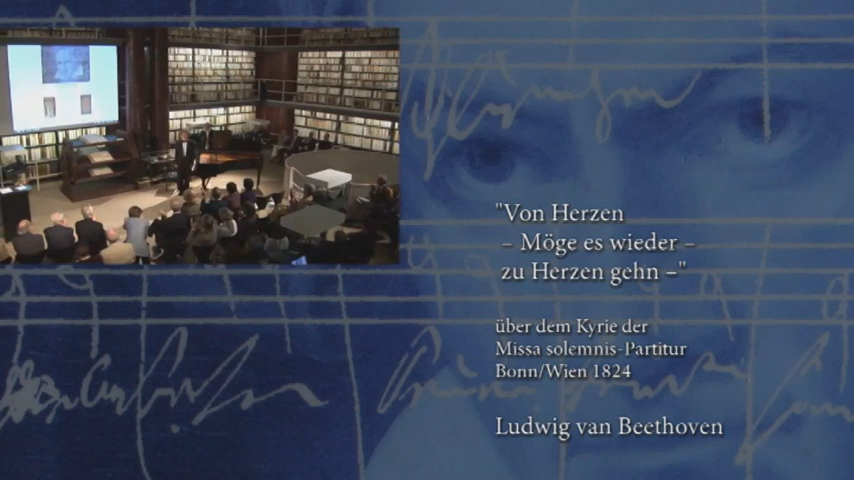 "Von Herzen
– Möge es wieder –
zu Herzen gehn –"
über dem Kyrie der
Missa solemnis-Partitur
Bonn/Wien 1824
Ludwig van Beethoven